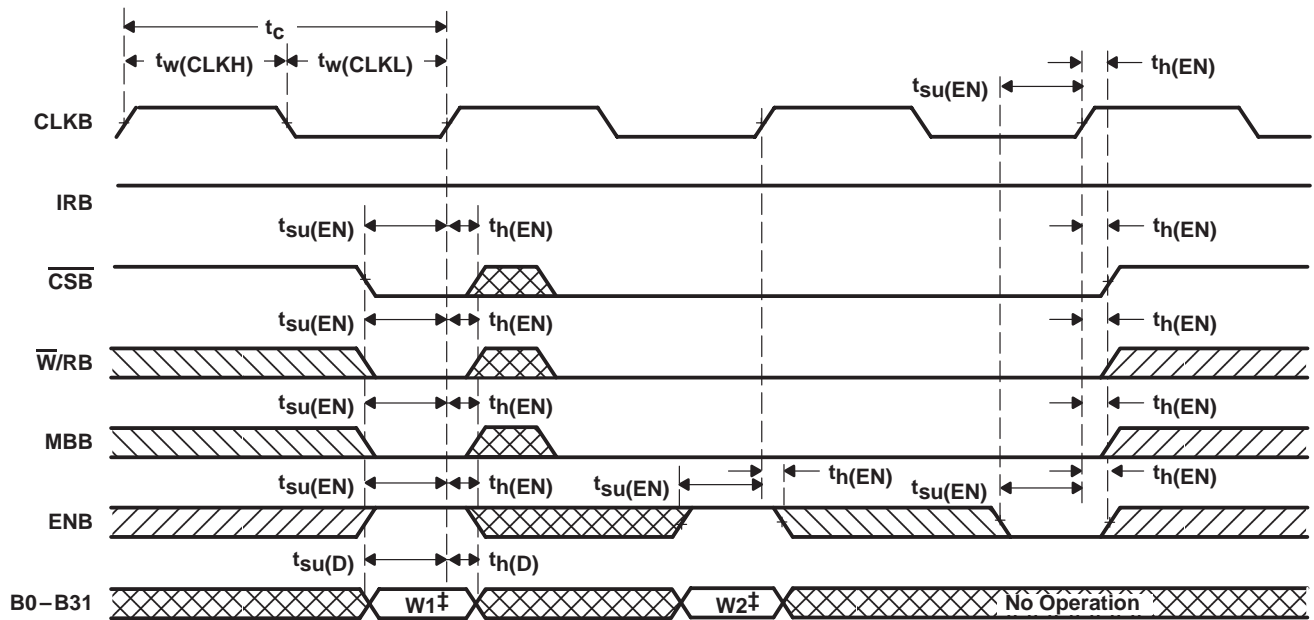 tc
tw(CLKH) tw(CLKL)
th(EN)
tsu(EN)
CLKB
IRB
tsu(EN) th(EN) th(EN)
CSB
tsu(EN) th(EN) th(EN)
W/RB
tsu(EN) th(EN) th(EN)
MBB
tsu(EN) th(EN) tsu(EN) th(EN) tsu(EN) th(EN)
ENB
tsu(D) th(D)
B0–B31 W1‡ W2‡ No Operation